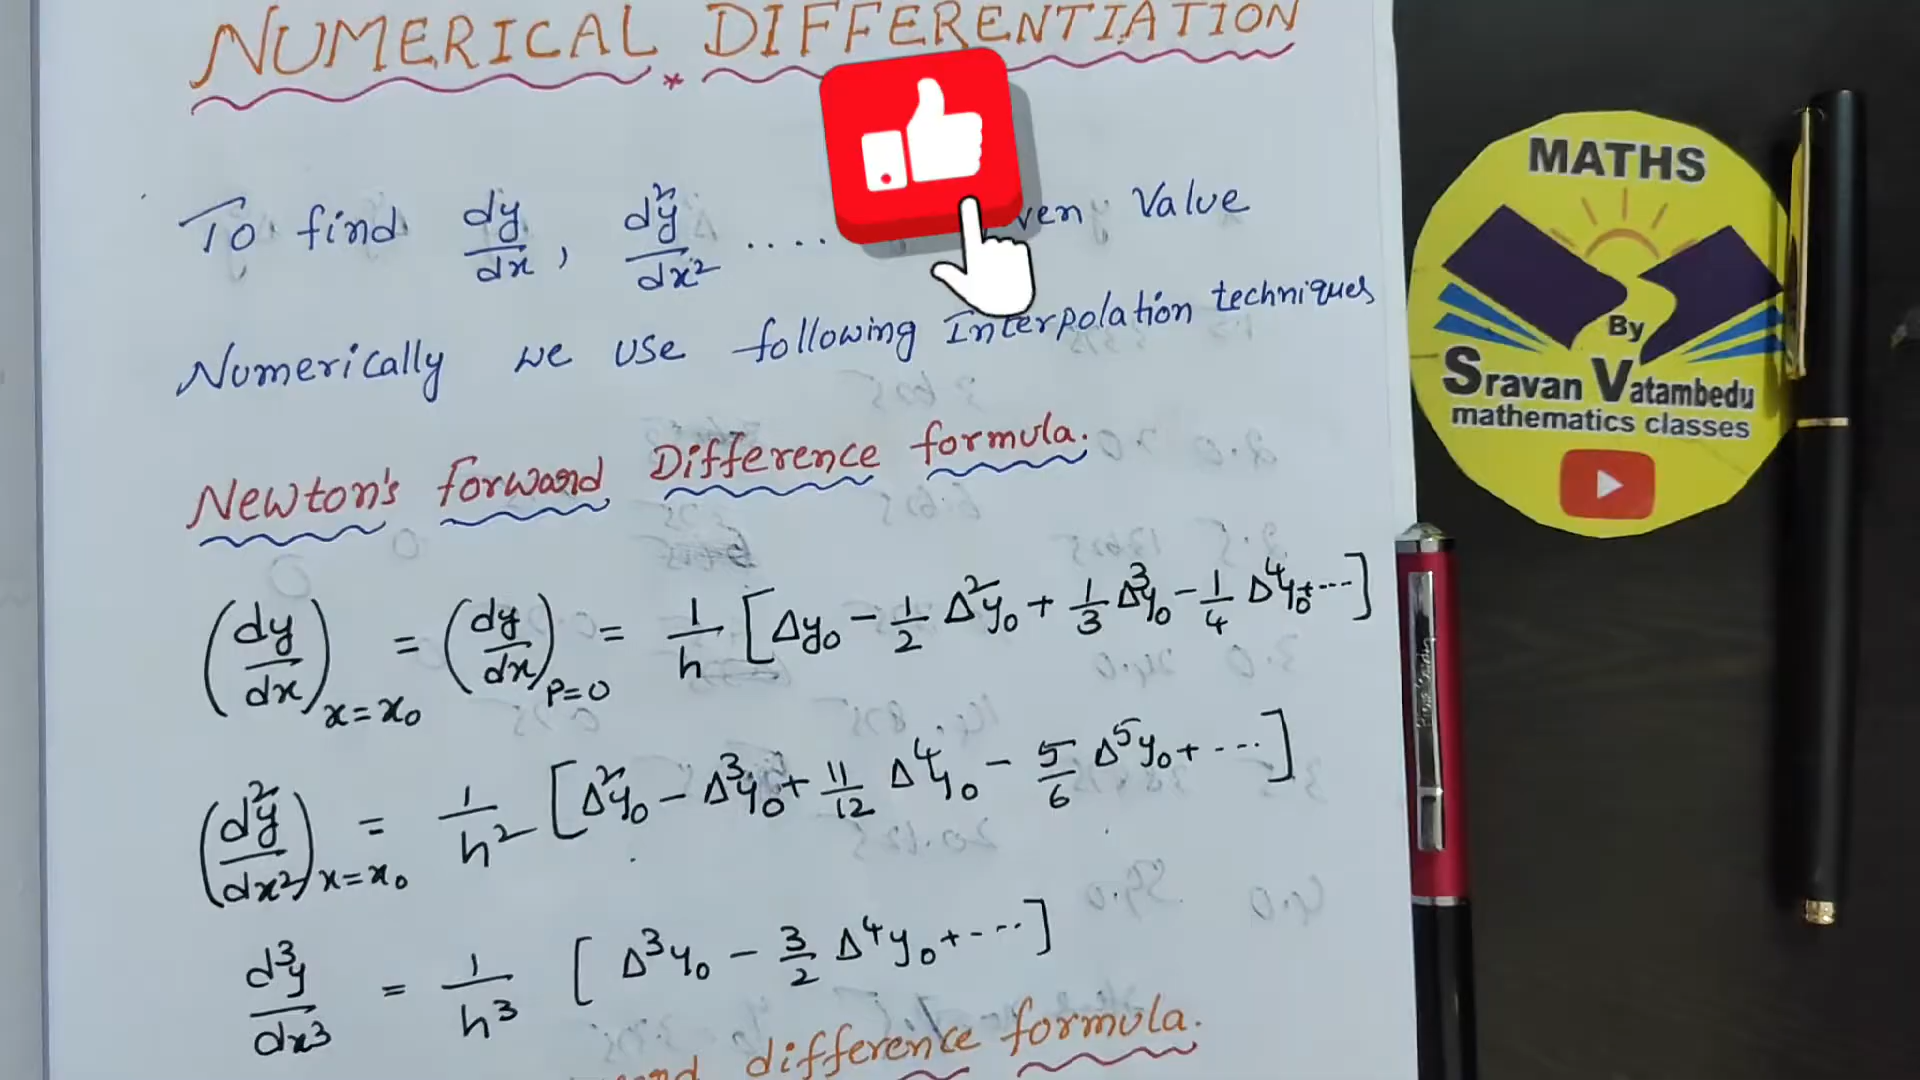 NUMERICAL DIFFERENTIATION
To find dy/dx, d²y/dx² .... Value
Numerically we use following Interpolation techniques
Newton's forward Difference formula.
(dy/dx)x=x₀ = (dy/dx)P=0 = 1/h [Δy₀ - 1/2 Δ²y₀ + 1/3 Δ³y₀ - 1/4 Δ⁴y₀ + ---]
(d²y/dx²)x=x₀ = 1/h² [Δ²y₀ - Δ³y₀ + 11/12 Δ⁴y₀ - 5/6 Δ⁵y₀ + ----]
d³y/dx³ = 1/h³ [Δ³y₀ - 3/2 Δ⁴y₀ + ----]
difference formula.
MATHS
By
Sravan Vatambedu
mathematics classes